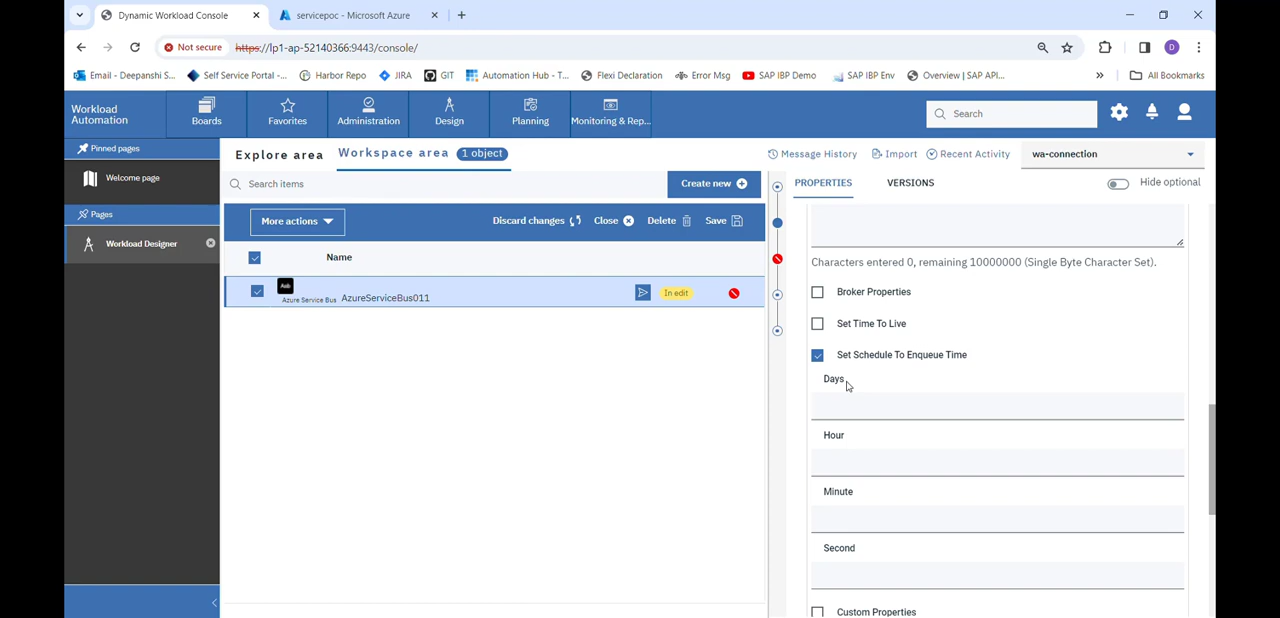 Dynamic Workload Console
servicepoc - Microsoft Azure
Not secure
https://lp1-ap-52140366:9443/console/
D
Email - Deepanshi S...
Self Service Portal -...
Harbor Repo
JIRA
GIT
Automation Hub - T...
Flexi Declaration
Error Msg
SAP IBP Demo
SAP IBP Env
Overview | SAP API...
»
All Bookmarks
Workload
Automation
Boards
Favorites
Administration
Design
Planning
Monitoring & Rep...
Search
Pinned pages
Welcome page
Pages
Workload Designer
Explore area
Workspace area
1 object
Message History
Import
Recent Activity
wa-connection
Search items
Create new
PROPERTIES
VERSIONS
Hide optional
More actions
Discard changes
Close
Delete
Save
Name
Asb
Azure Service Bus
AzureServiceBus011
In edit
Characters entered 0, remaining 10000000 (Single Byte Character Set).
Broker Properties
Set Time To Live
Set Schedule To Enqueue Time
Days
Hour
Minute
Second
Custom Properties